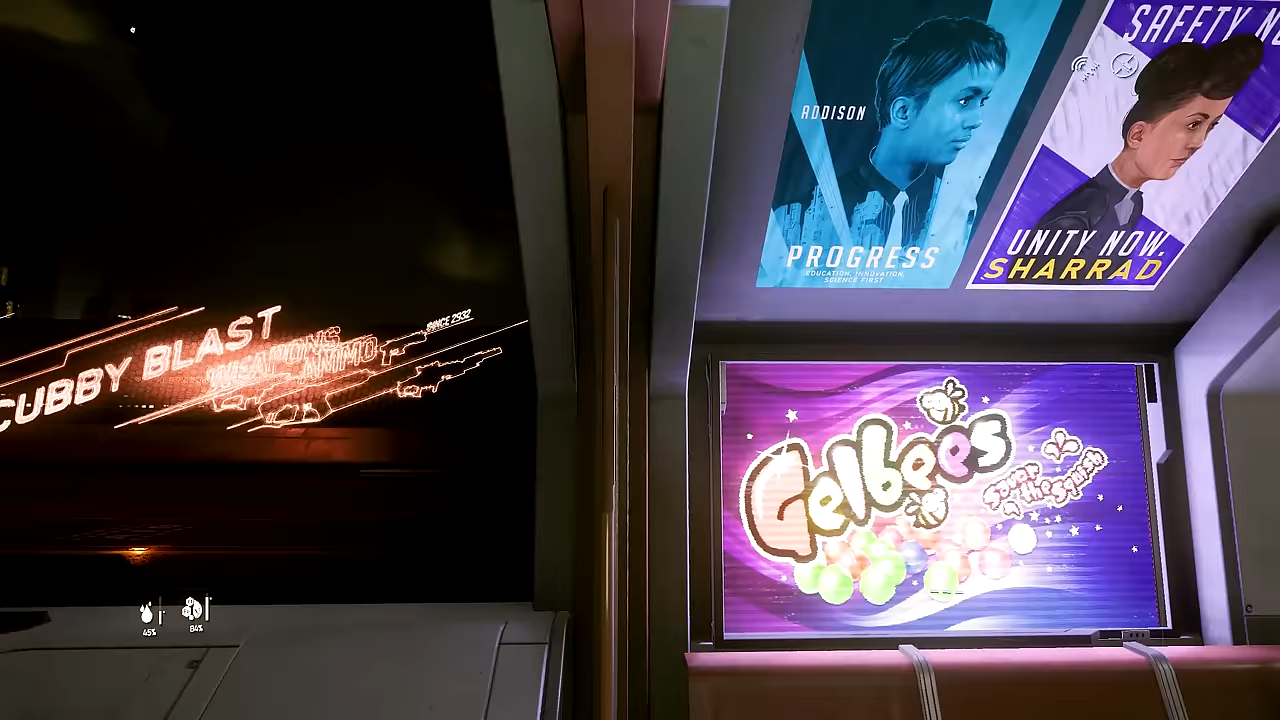 CUBBY BLAST
WEAPONS
AMMO
SINCE 2932
45%
84%
ADDISON
PROGRESS
EDUCATION, INNOVATION,
SCIENCE FIRST
SAFETY
UNITY NOW.
SHARRAD
Gelbees
Savor
the Squish